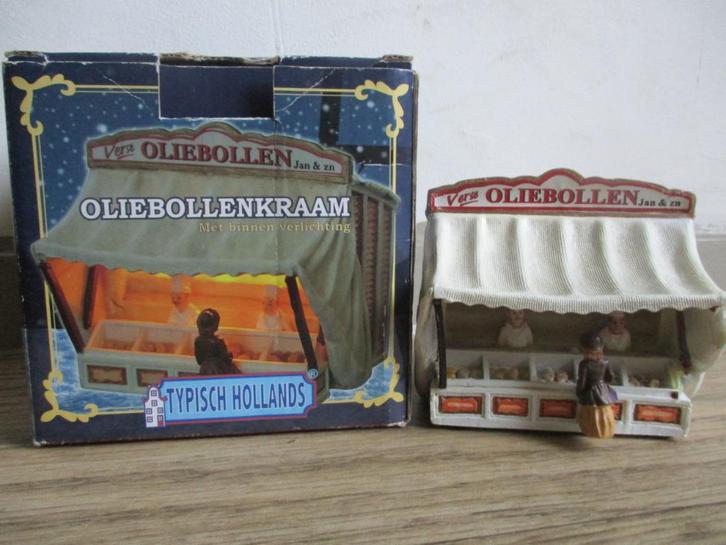 Vers OLIEBOLLEN Jan & zn
OLIEBOLLENKRAAM
Met binnen verlichting
TYPISCH HOLLANDS®
Vers OLIEBOLLEN Jan & zn